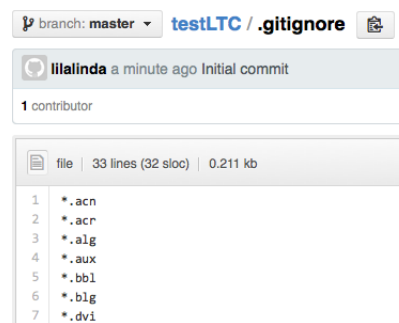 branch: master testLTC / .gitignore
lilalinda a minute ago Initial commit
1 contributor
file 33 lines (32 sloc) 0.211 kb
1 *.acn
2 *.acr
3 *.alg
4 *.aux
5 *.bbl
6 *.blg
7 *.dvi